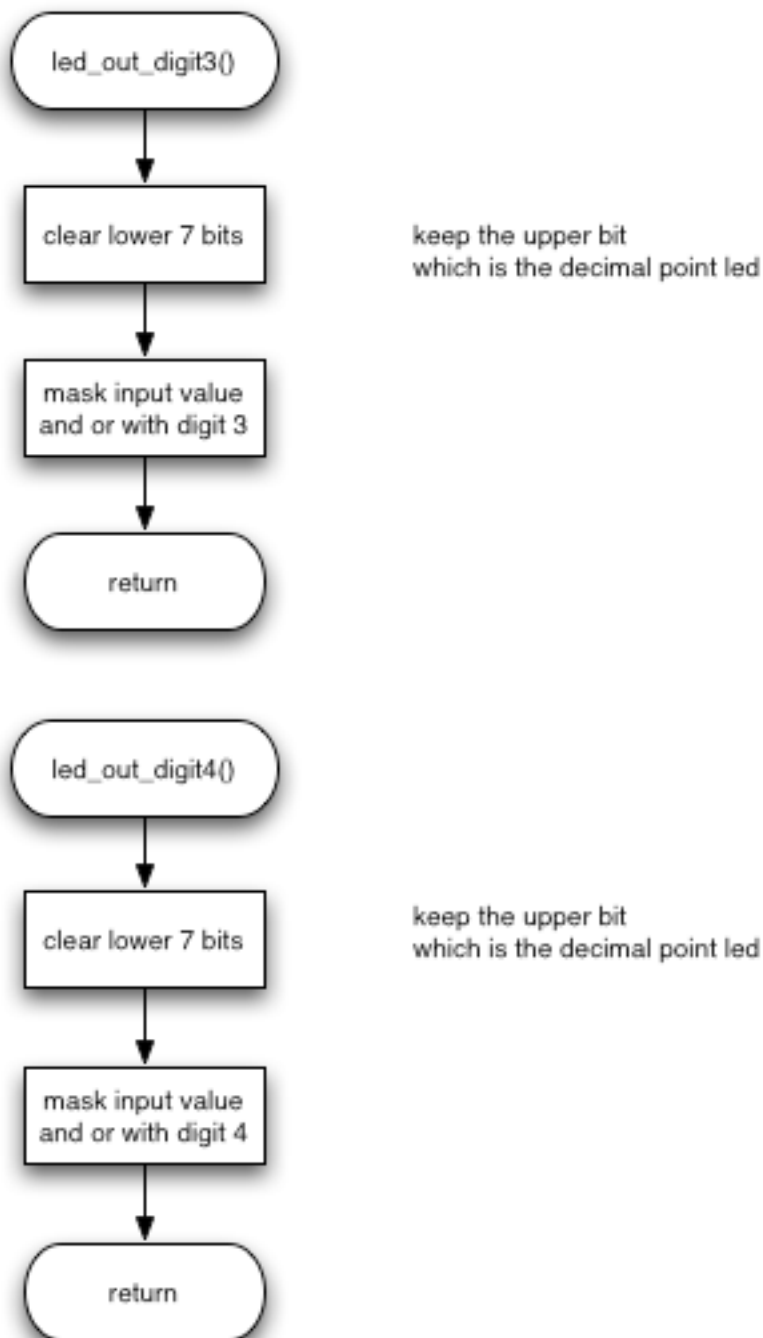 led_out_digit3()
clear lower 7 bits
keep the upper bit
which is the decimal point led
mask input value
and or with digit 3
return
led_out_digit4()
clear lower 7 bits
keep the upper bit
which is the decimal point led
mask input value
and or with digit 4
return